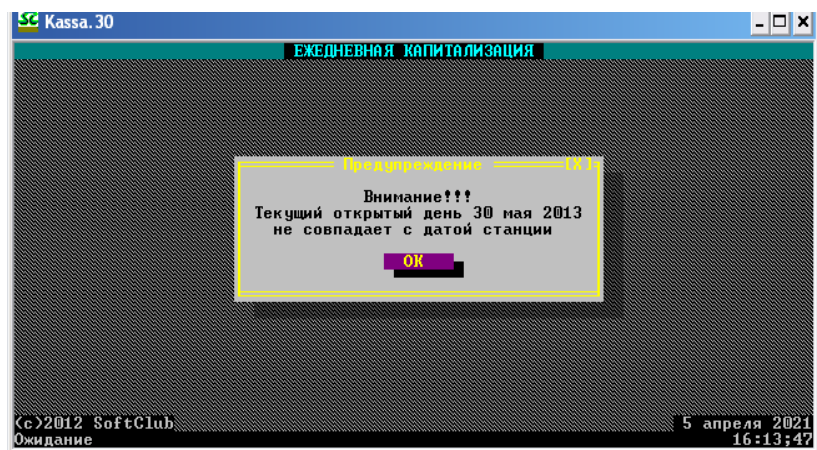 SC Kassa.30
ЕЖЕДНЕВНАЯ КАПИТАЛИЗАЦИЯ
Предупреждение [X]
Внимание!!!
Текущий открытый день 30 мая 2013
не совпадает с датой станции
OK
(c)2012 SoftClub 5 апреля 2021
Ожидание 16:13;47